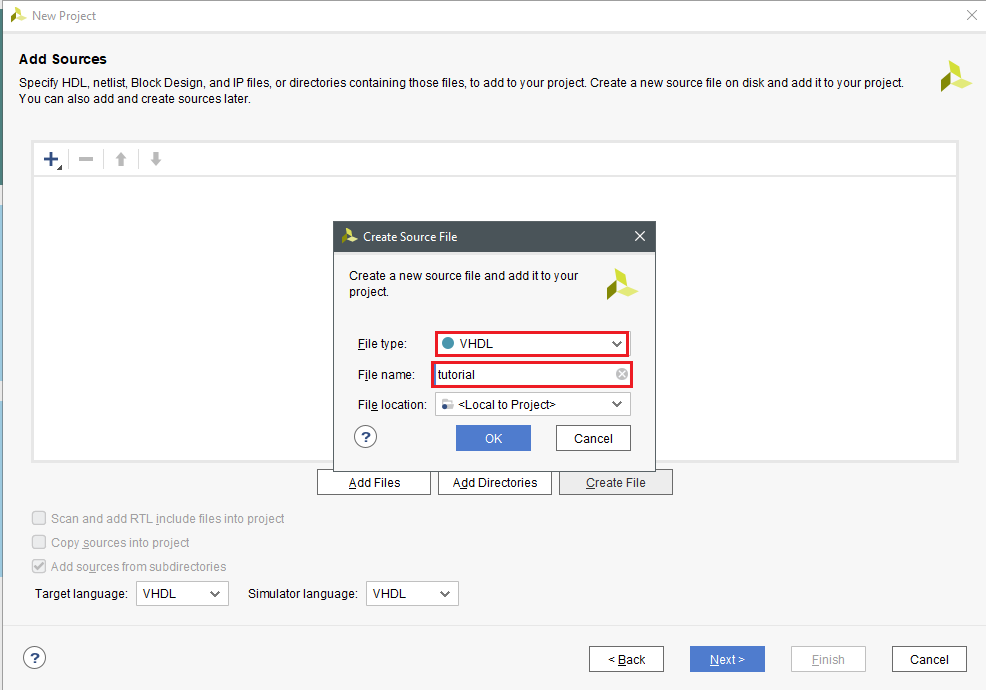 New Project
Add Sources
Specify HDL, netlist, Block Design, and IP files, or directories containing those files, to add to your project. Create a new source file on disk and add it to your project.
You can also add and create sources later.
Create Source File
Create a new source file and add it to your
project.
File type: VHDL
File name: tutorial
File location: <Local to Project>
? OK Cancel
Add Files Add Directories Create File
Scan and add RTL include files into project
Copy sources into project
Add sources from subdirectories
Target language: VHDL Simulator language: VHDL
? < Back Next > Finish Cancel